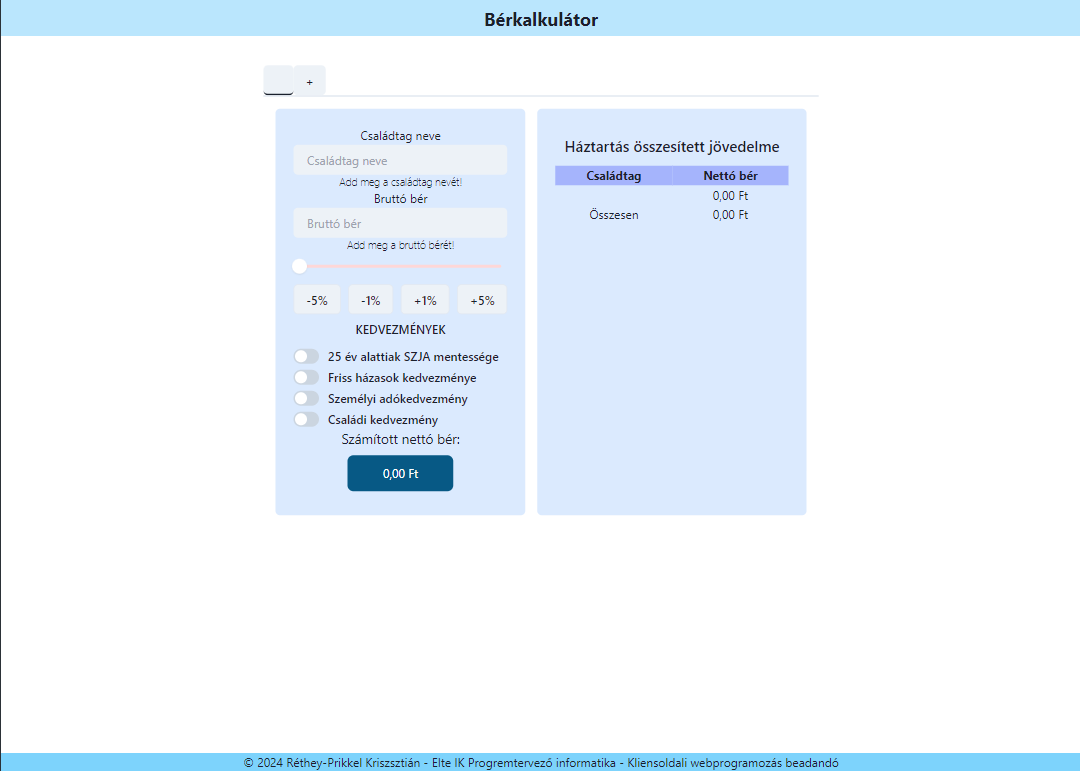 Bérkalkulátor
+
Családtag neve
Családtag neve
Add meg a családtag nevét!
Bruttó bér
Bruttó bér
Add meg a bruttó bérét!
-5% -1% +1% +5%
KEDVEZMÉNYEK
25 év alattiak SZJA mentessége
Friss házasok kedvezménye
Személyi adókedvezmény
Családi kedvezmény
Számított nettó bér:
0,00 Ft
Háztartás összesített jövedelme
Családtag Nettó bér
0,00 Ft
Összesen 0,00 Ft
© 2024 Réthey-Prikkel Kriszsztián - Elte IK Progremtervező informatika - Kliensoldali webprogramozás beadandó